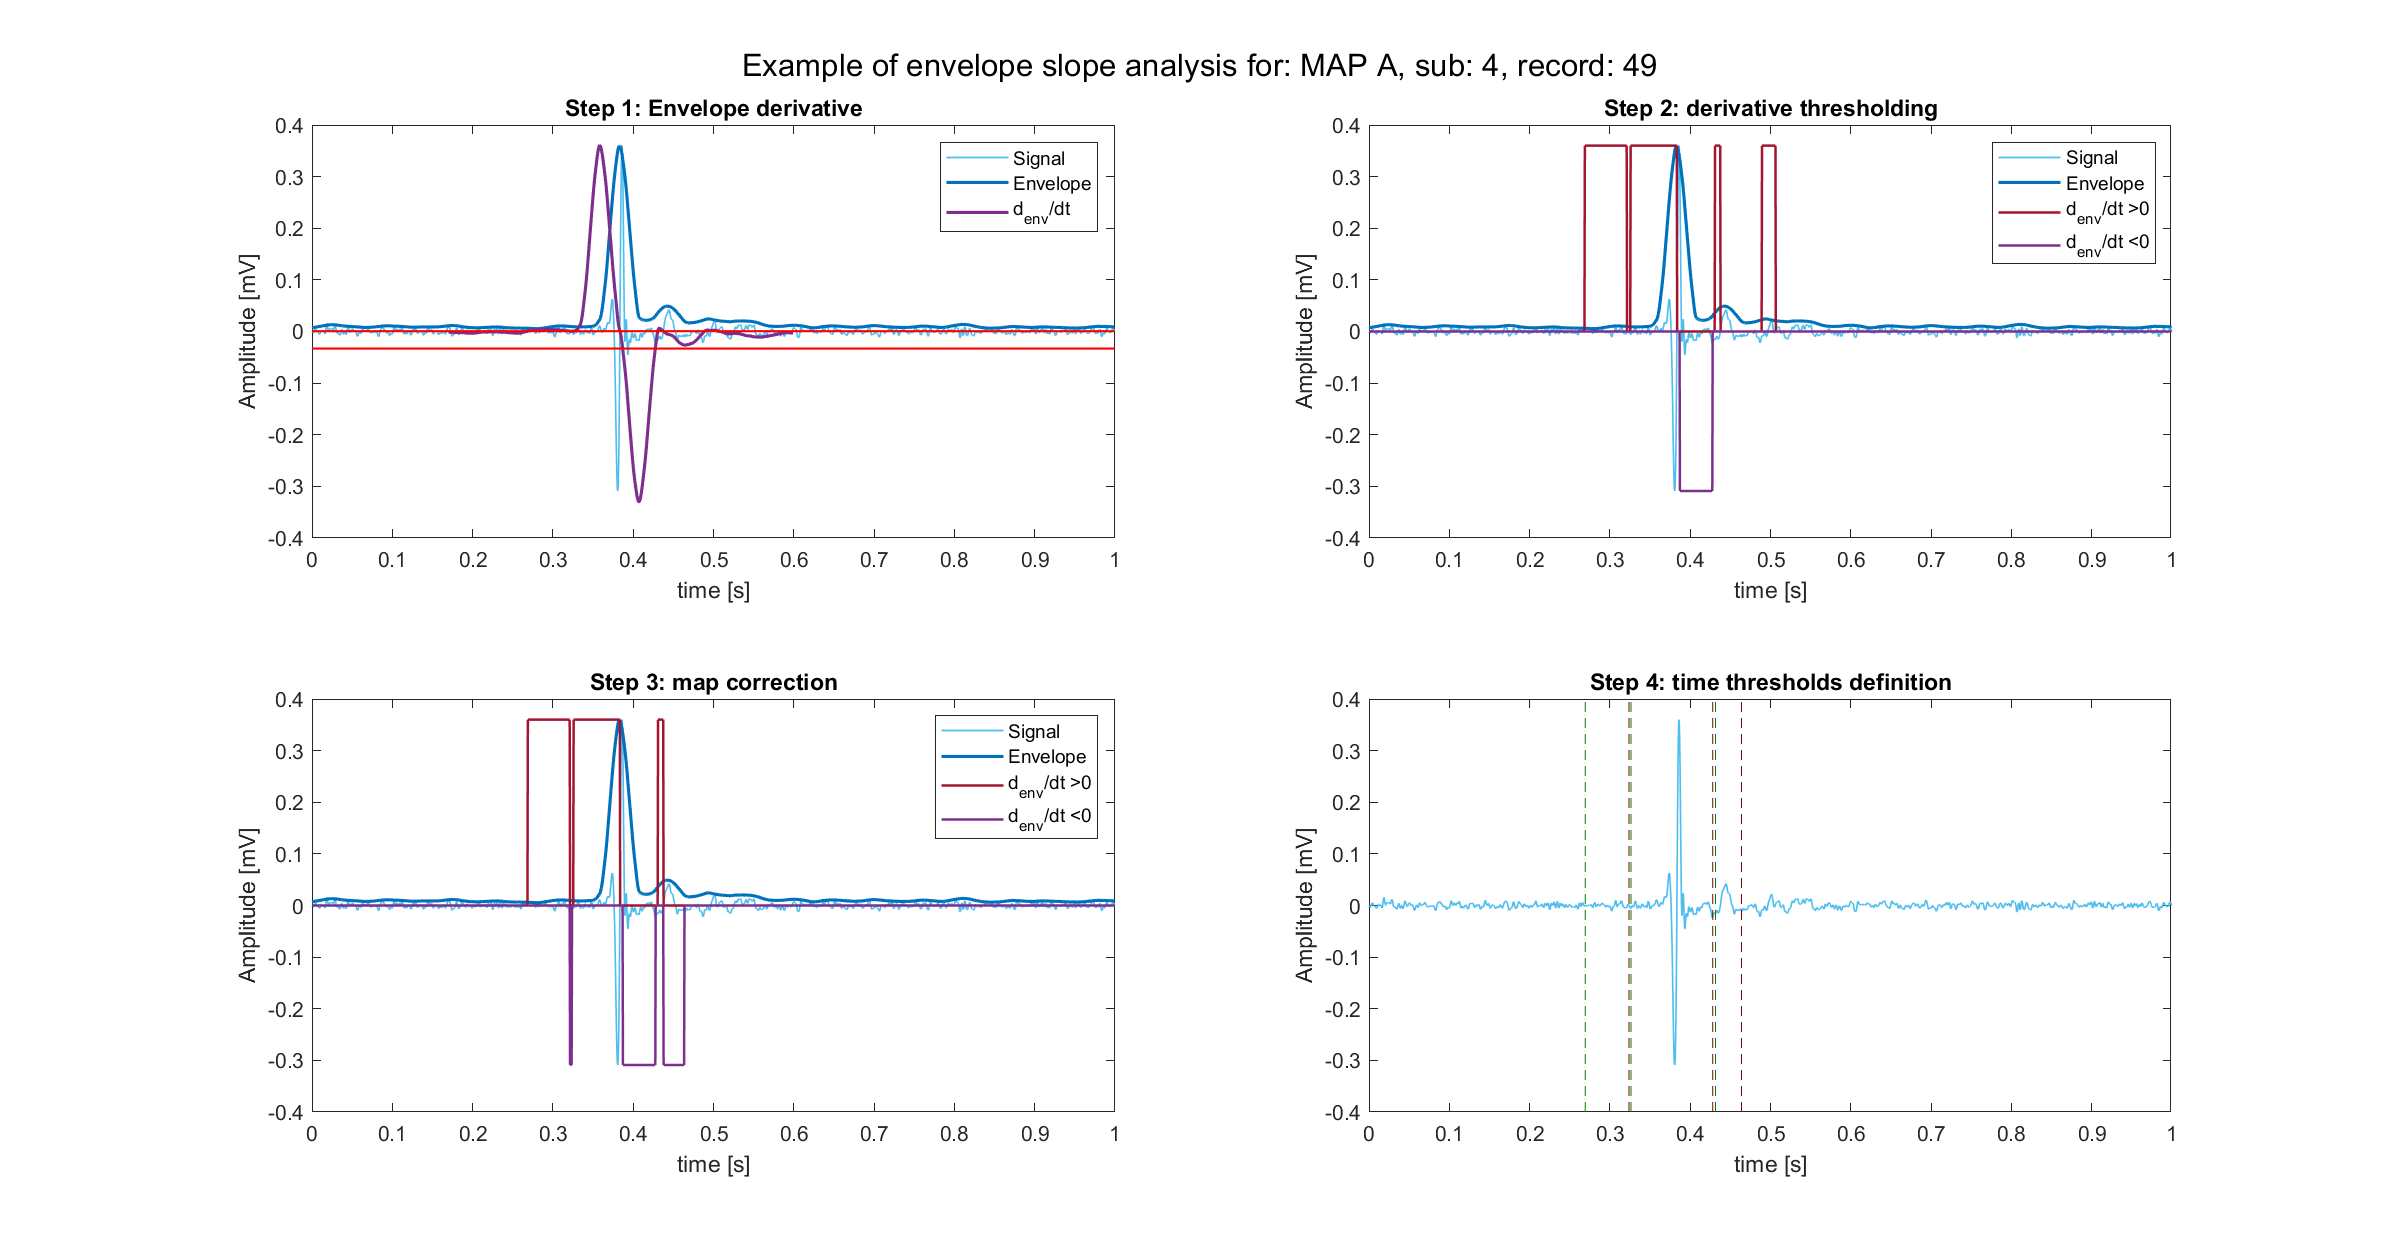 Example of envelope slope analysis for: MAP A, sub: 4, record: 49
Step 1: Envelope derivative
Amplitude [mV]
0.4
0.3
0.2
0.1
0
-0.1
-0.2
-0.3
-0.4
0 0.1 0.2 0.3 0.4 0.5 0.6 0.7 0.8 0.9 1
time [s]
Signal
Envelope
d_env/dt
Step 2: derivative thresholding
Amplitude [mV]
0.4
0.3
0.2
0.1
0
-0.1
-0.2
-0.3
-0.4
0 0.1 0.2 0.3 0.4 0.5 0.6 0.7 0.8 0.9 1
time [s]
Signal
Envelope
d_env/dt >0
d_env/dt <0
Step 3: map correction
Amplitude [mV]
0.4
0.3
0.2
0.1
0
-0.1
-0.2
-0.3
-0.4
0 0.1 0.2 0.3 0.4 0.5 0.6 0.7 0.8 0.9 1
time [s]
Signal
Envelope
d_env/dt >0
d_env/dt <0
Step 4: time thresholds definition
Amplitude [mV]
0.4
0.3
0.2
0.1
0
-0.1
-0.2
-0.3
-0.4
0 0.1 0.2 0.3 0.4 0.5 0.6 0.7 0.8 0.9 1
time [s]